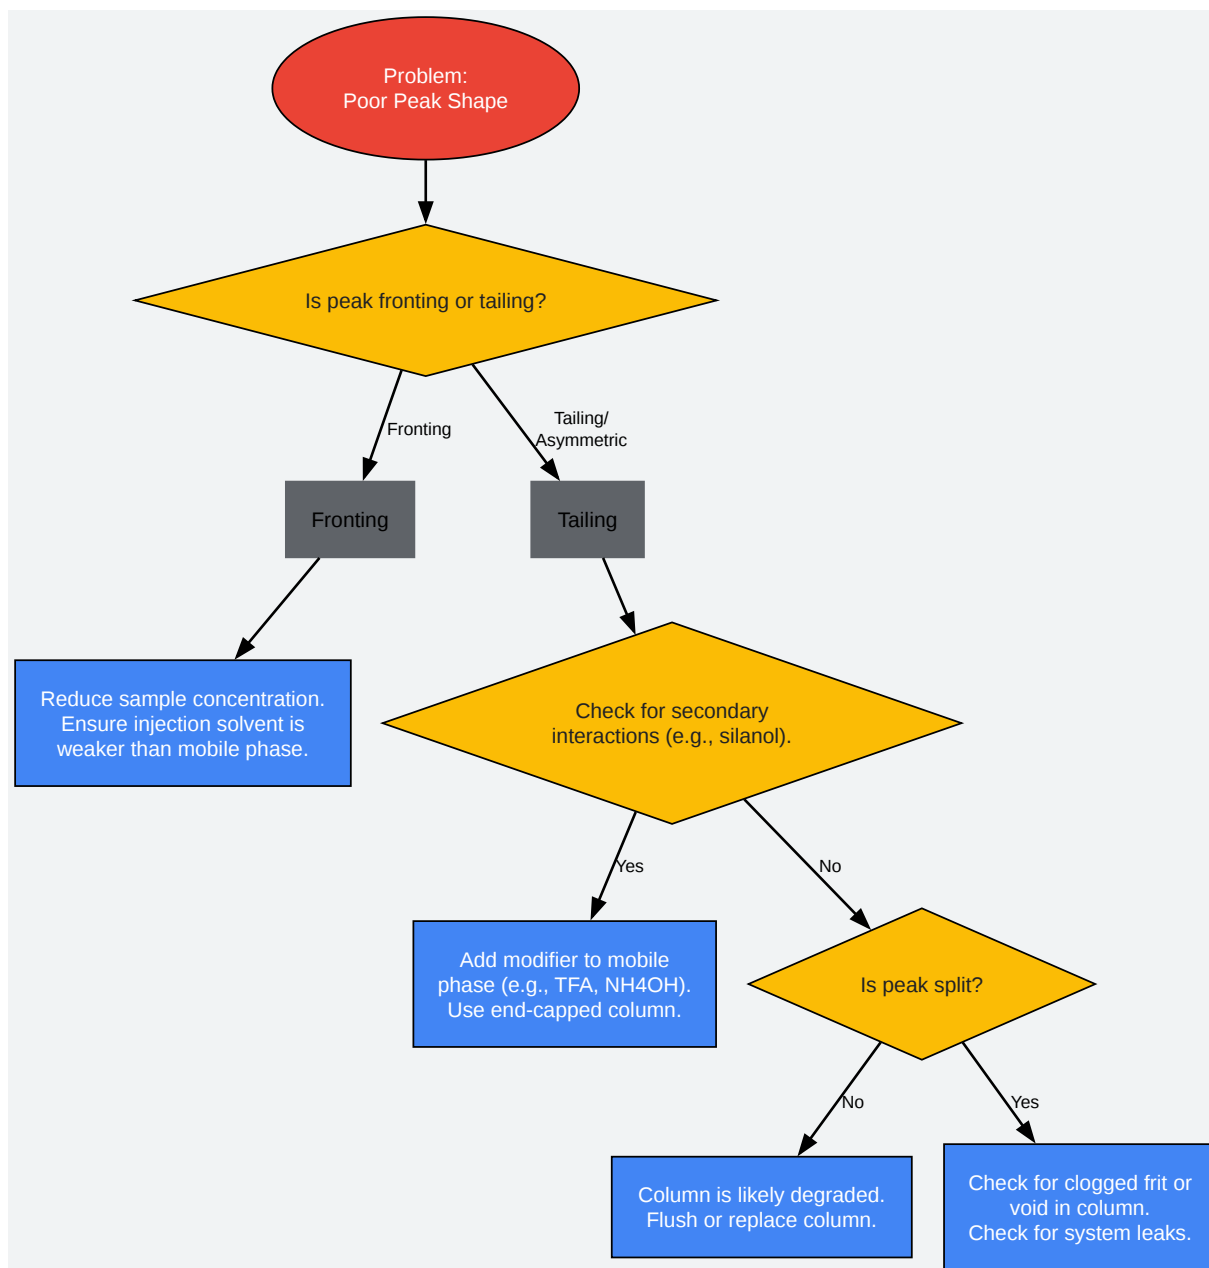 Problem:
Poor Peak Shape
Is peak fronting or tailing?
Fronting
Tailing/
Asymmetric
Fronting
Tailing
Reduce sample concentration.
Ensure injection solvent is
weaker than mobile phase.
Check for secondary
interactions (e.g., silanol).
Yes
No
Add modifier to mobile
phase (e.g., TFA, NH4OH).
Use end-capped column.
Is peak split?
No
Yes
Column is likely degraded.
Flush or replace column.
Check for clogged frit or
void in column.
Check for system leaks.